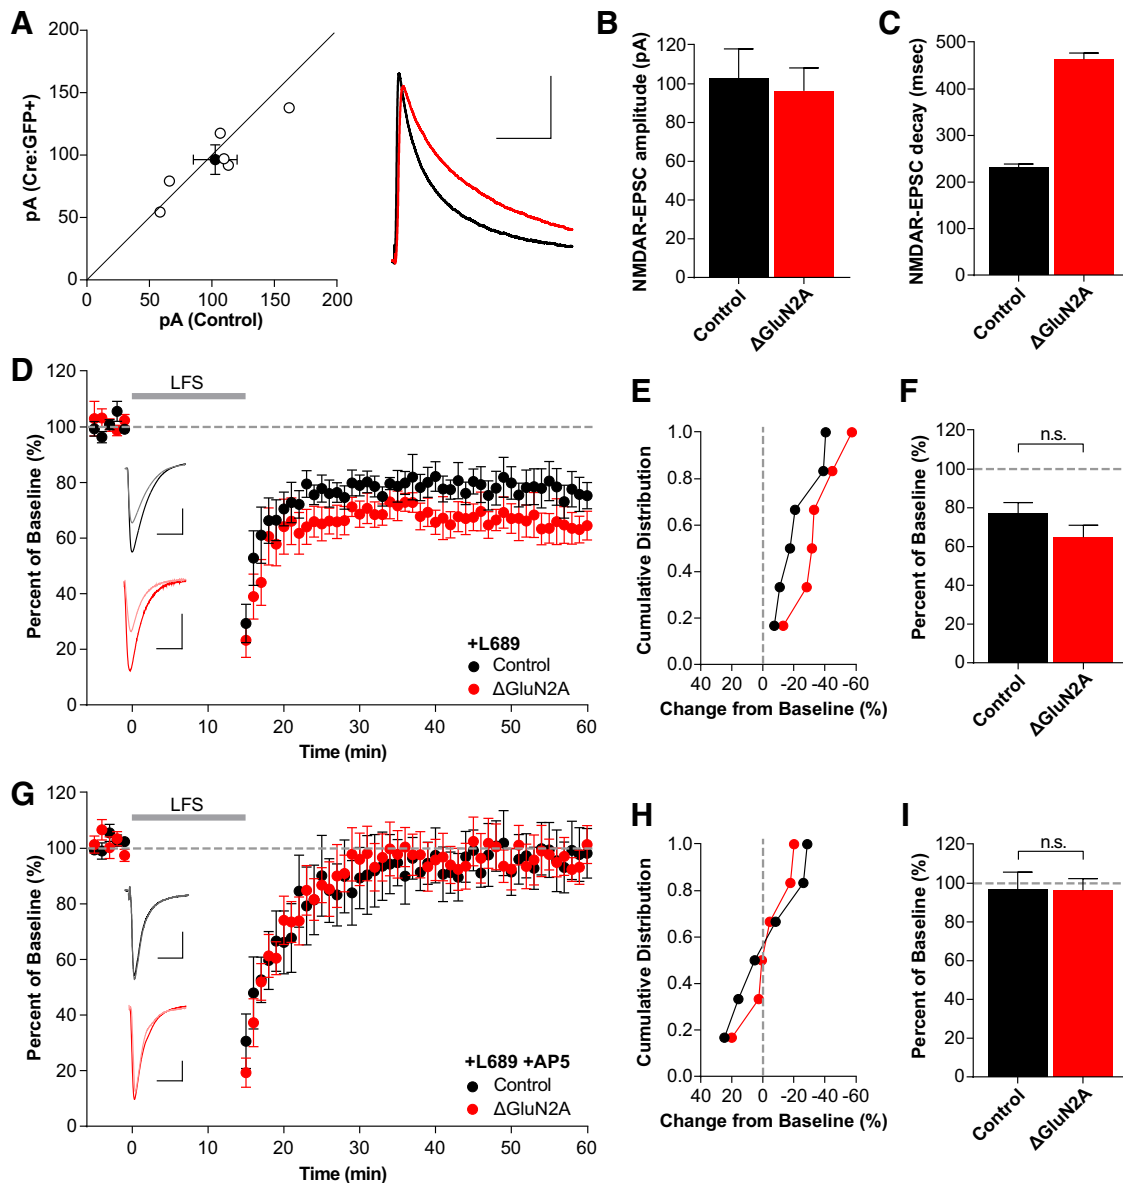 A
200
150
100
50
0
0
50
100
150
200
pA (Cre:GFP+)
pA (Control)
B
120
100
80
60
40
20
0
NMDAR-EPSC amplitude (pA)
Control
ΔGluN2A
C
500
400
300
200
100
0
NMDAR-EPSC decay (msec)
Control
ΔGluN2A
D
120
100
80
60
40
20
0
Percent of Baseline (%)
LFS
+L689
Control
ΔGluN2A
0
10
20
30
40
50
60
Time (min)
E
1.0
0.8
0.6
0.4
0.2
0.0
Cumulative Distribution
40
20
0
-20
-40
-60
Change from Baseline (%)
F
120
100
80
60
40
20
0
Percent of Baseline (%)
n.s.
Control
ΔGluN2A
G
120
100
80
60
40
20
0
Percent of Baseline (%)
LFS
+L689 +AP5
Control
ΔGluN2A
0
10
20
30
40
50
60
Time (min)
H
1.0
0.8
0.6
0.4
0.2
0.0
Cumulative Distribution
40
20
0
-20
-40
-60
Change from Baseline (%)
I
120
100
80
60
40
20
0
Percent of Baseline (%)
n.s.
Control
ΔGluN2A